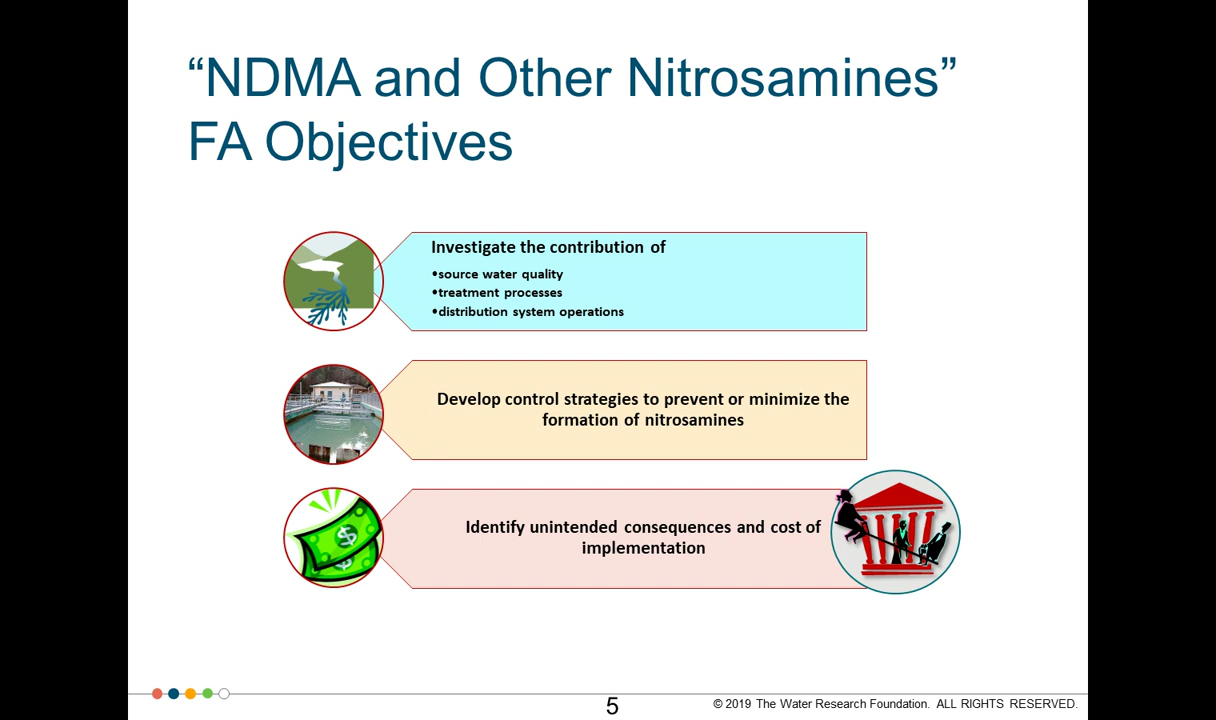 “NDMA and Other Nitrosamines”
FA Objectives
Investigate the contribution of
•source water quality
•treatment processes
•distribution system operations
Develop control strategies to prevent or minimize the
formation of nitrosamines
Identify unintended consequences and cost of
implementation
$
$
5
© 2019 The Water Research Foundation. ALL RIGHTS RESERVED.